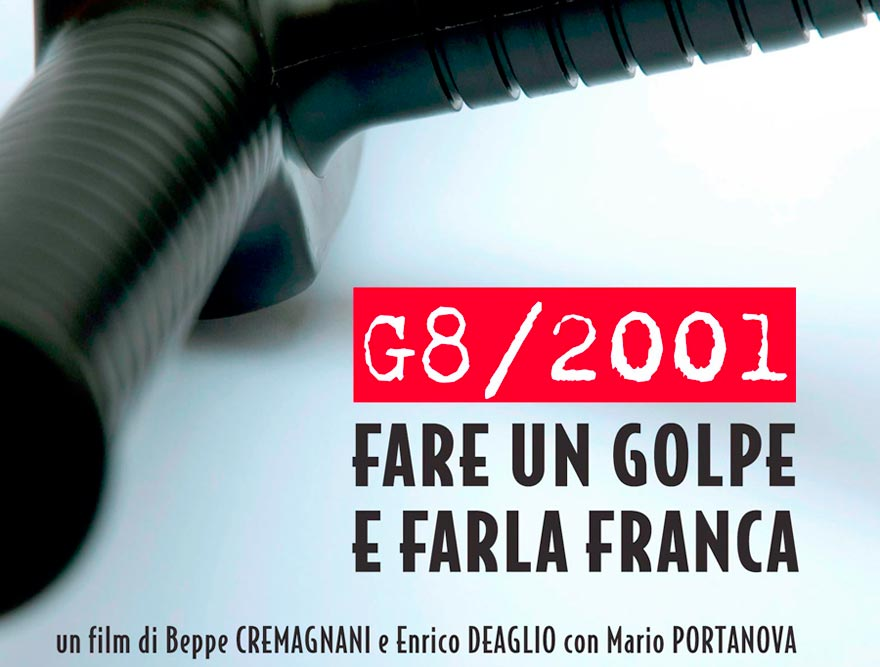 G8/2001
FARE UN GOLPE
E FARLA FRANCA
un film di Beppe CREMAGNANI e Enrico DEAGLIO con Mario PORTANOVA